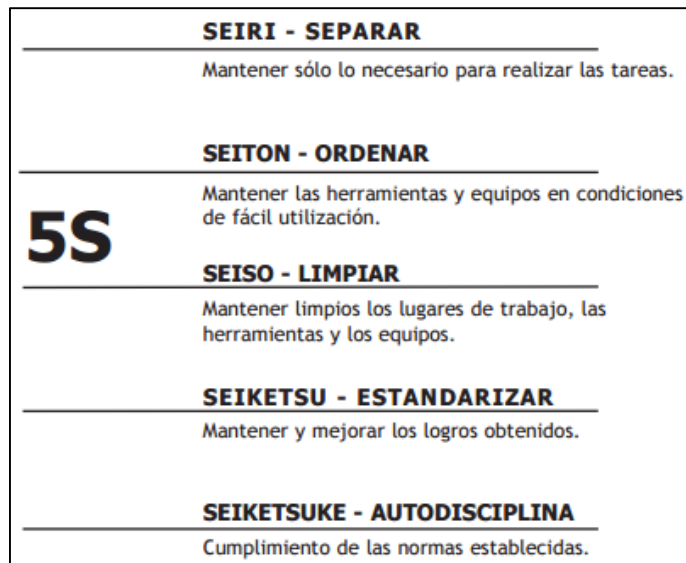 SEIRI - SEPARAR
Mantener sólo lo necesario para realizar las tareas.
SEITON - ORDENAR
Mantener las herramientas y equipos en condiciones
de fácil utilización.
5S
SEISO - LIMPIAR
Mantener limpios los lugares de trabajo, las
herramientas y los equipos.
SEIKETSU - ESTANDARIZAR
Mantener y mejorar los logros obtenidos.
SEIKETSUKE - AUTODISCIPLINA
Cumplimiento de las normas establecidas.